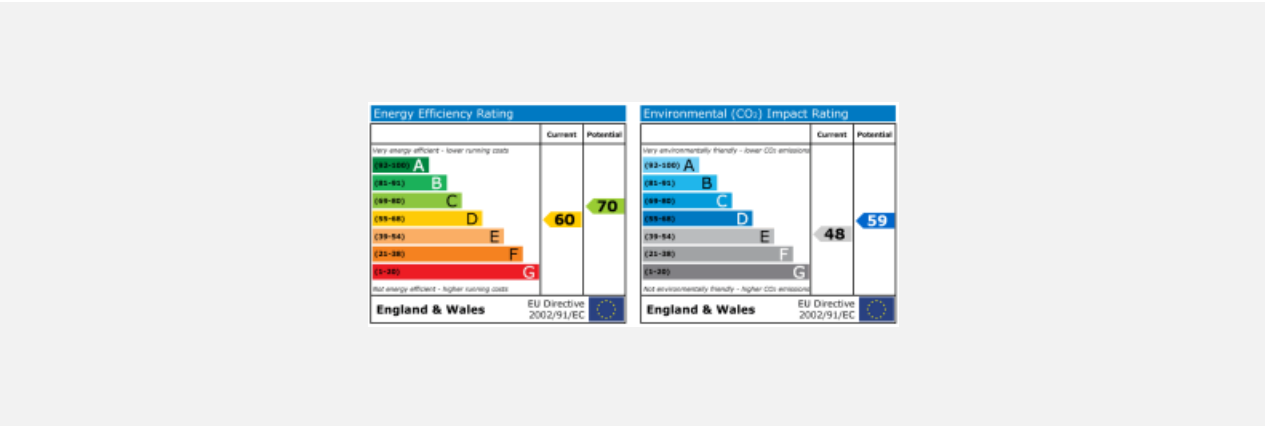 Energy Efficiency Rating
Current Potential
Very energy efficient - lower running costs
(92-100) A
(81-91) B
(69-80) C
(55-68) D
(39-54) E
(21-38) F
(1-20) G
60
70
Not energy efficient - higher running costs
England & Wales
EU Directive
2002/91/EC
Environmental (CO₂) Impact Rating
Current Potential
Very environmentally friendly - lower CO₂ emissions
(92-100) A
(81-91) B
(69-80) C
(55-68) D
(39-54) E
(21-38) F
(1-20) G
48
59
Not environmentally friendly - higher CO₂ emissions
England & Wales
EU Directive
2002/91/EC